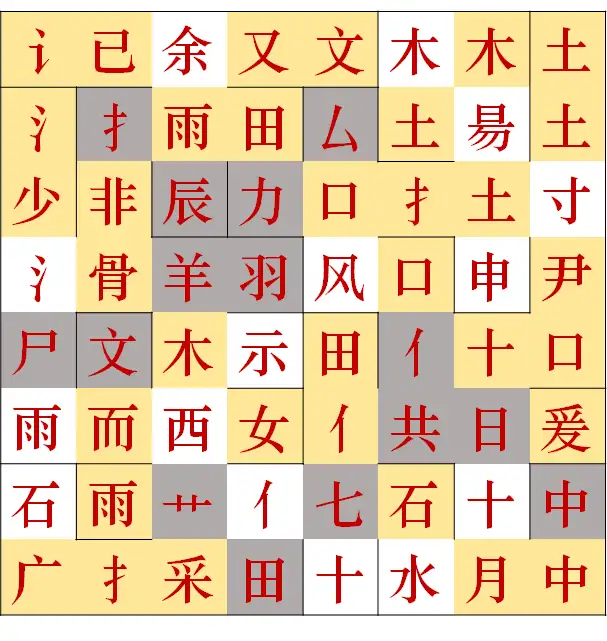 讠已余又文木木土
氵扌雨田厶土昜土
少非辰力口扌土寸
氵骨羊羽风口申尹
尸文木示田亻十口
雨而西女亻共日爰
石雨艹亻七石十中
广扌采田十水月中